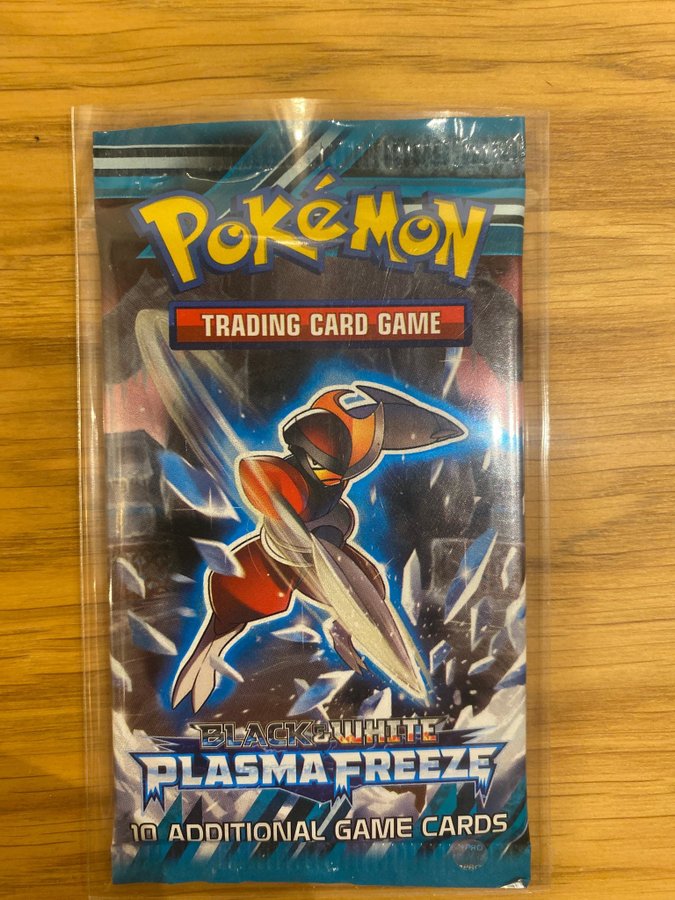 POKéMON
TRADING CARD GAME
BLACK & WHITE
PLASMA FREEZE
10 ADDITIONAL GAME CARDS